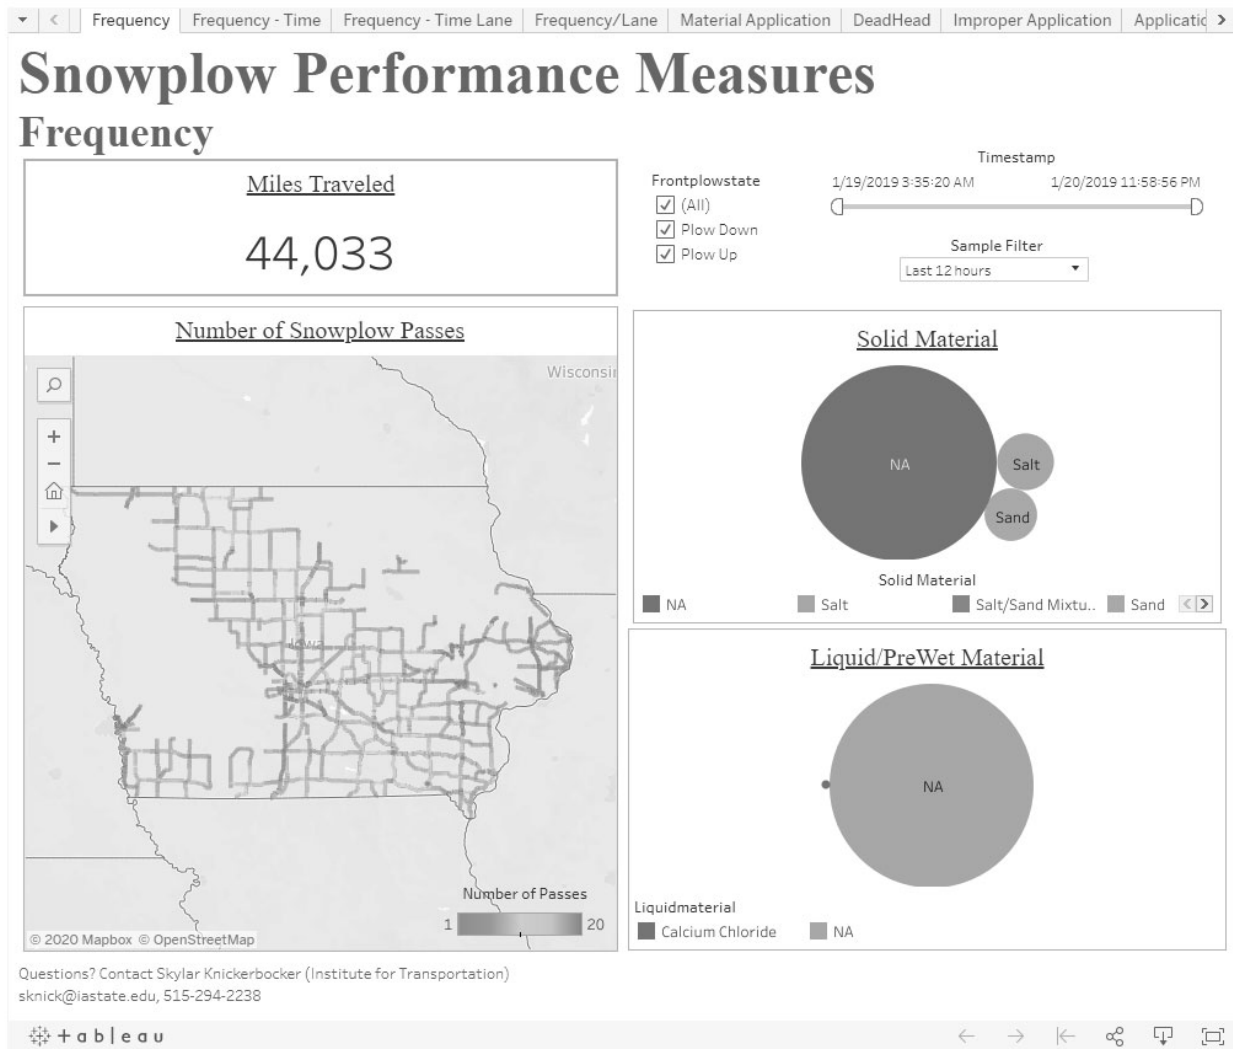 Frequency Frequency - Time Frequency - Time Lane Frequency/Lane Material Application DeadHead Improper Application Applicatic
Snowplow Performance Measures
Frequency
Miles Traveled
44,033
Frontplowstate
(All)
Plow Down
Plow Up
Timestamp
1/19/2019 3:35:20 AM 1/20/2019 11:58:56 PM
Sample Filter
Last 12 hours
Number of Snowplow Passes
Wisconsin
Iowa
Number of Passes
1 20
© 2020 Mapbox © OpenStreetMap
Solid Material
NA
Salt
Sand
Solid Material
NA Salt Salt/Sand Mixtu.. Sand
Liquid/PreWet Material
NA
Liquidmaterial
Calcium Chloride NA
Questions? Contact Skylar Knickerbocker (Institute for Transportation)
sknick@iastate.edu, 515-294-2238
+ a b l e a u